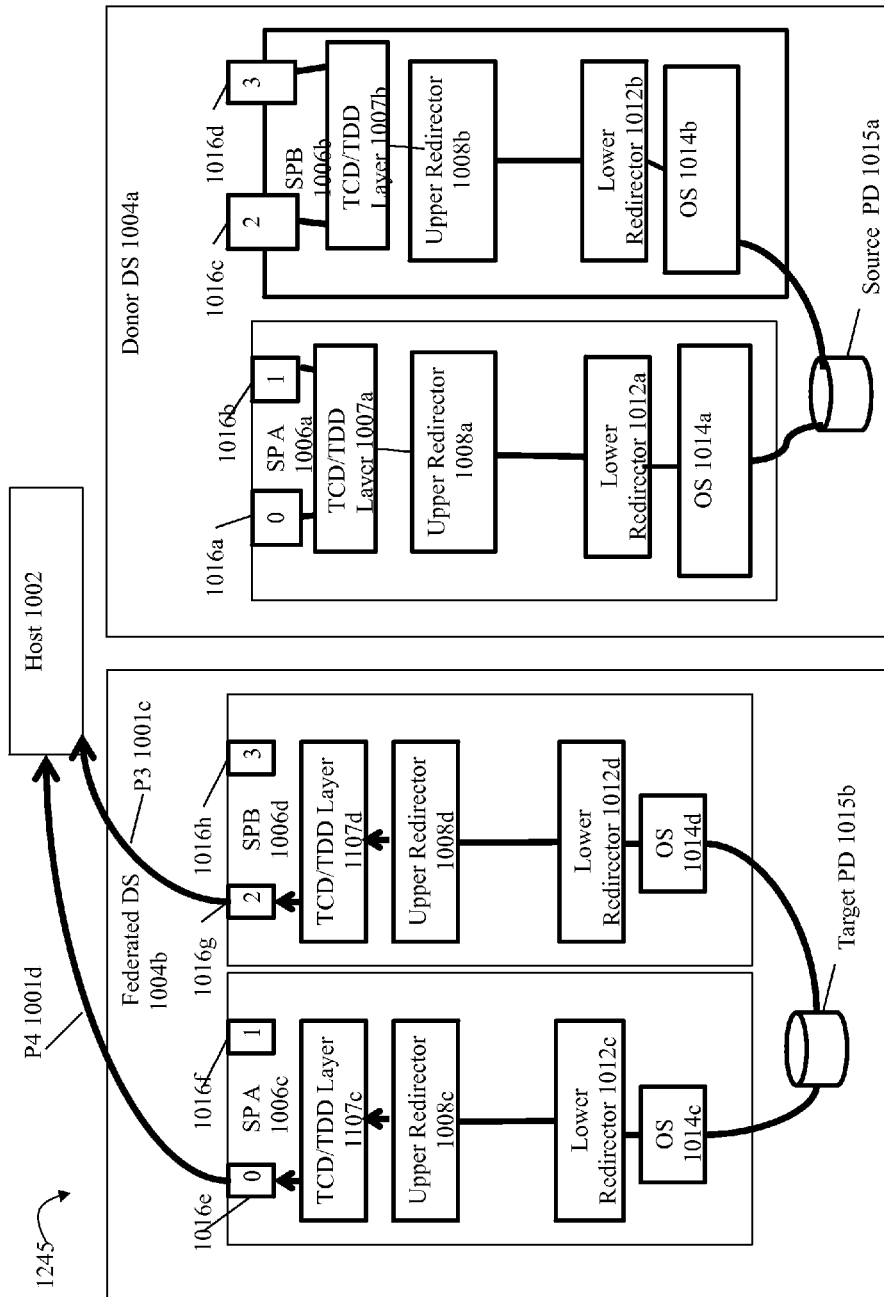 1245
Host 1002
P4 1001d
P3 1001c
Federated DS
1004b
1016e
0
1016f
1
SP A
1006c
TCD/TDD Layer
1107c
Upper Redirector
1008c
Lower
Redirector 1012c
OS
1014c
1016g
2
1016h
3
SPB
1006d
TCD/TDD Layer
1107d
Upper Redirector
1008d
Lower
Redirector 1012d
OS
1014d
Target PD 1015b
Donor DS 1004a
1016a
0
1016b
1
SP A
1006a
TCD/TDD
Layer 1007a
Upper Redirector
1008a
Lower
Redirector 1012a
OS 1014a
1016c
2
1016d
3
SPB
1006b
TCD/TDD
Layer 1007b
Upper Redirector
1008b
Lower
Redirector 1012b
OS 1014b
Source PD 1015a